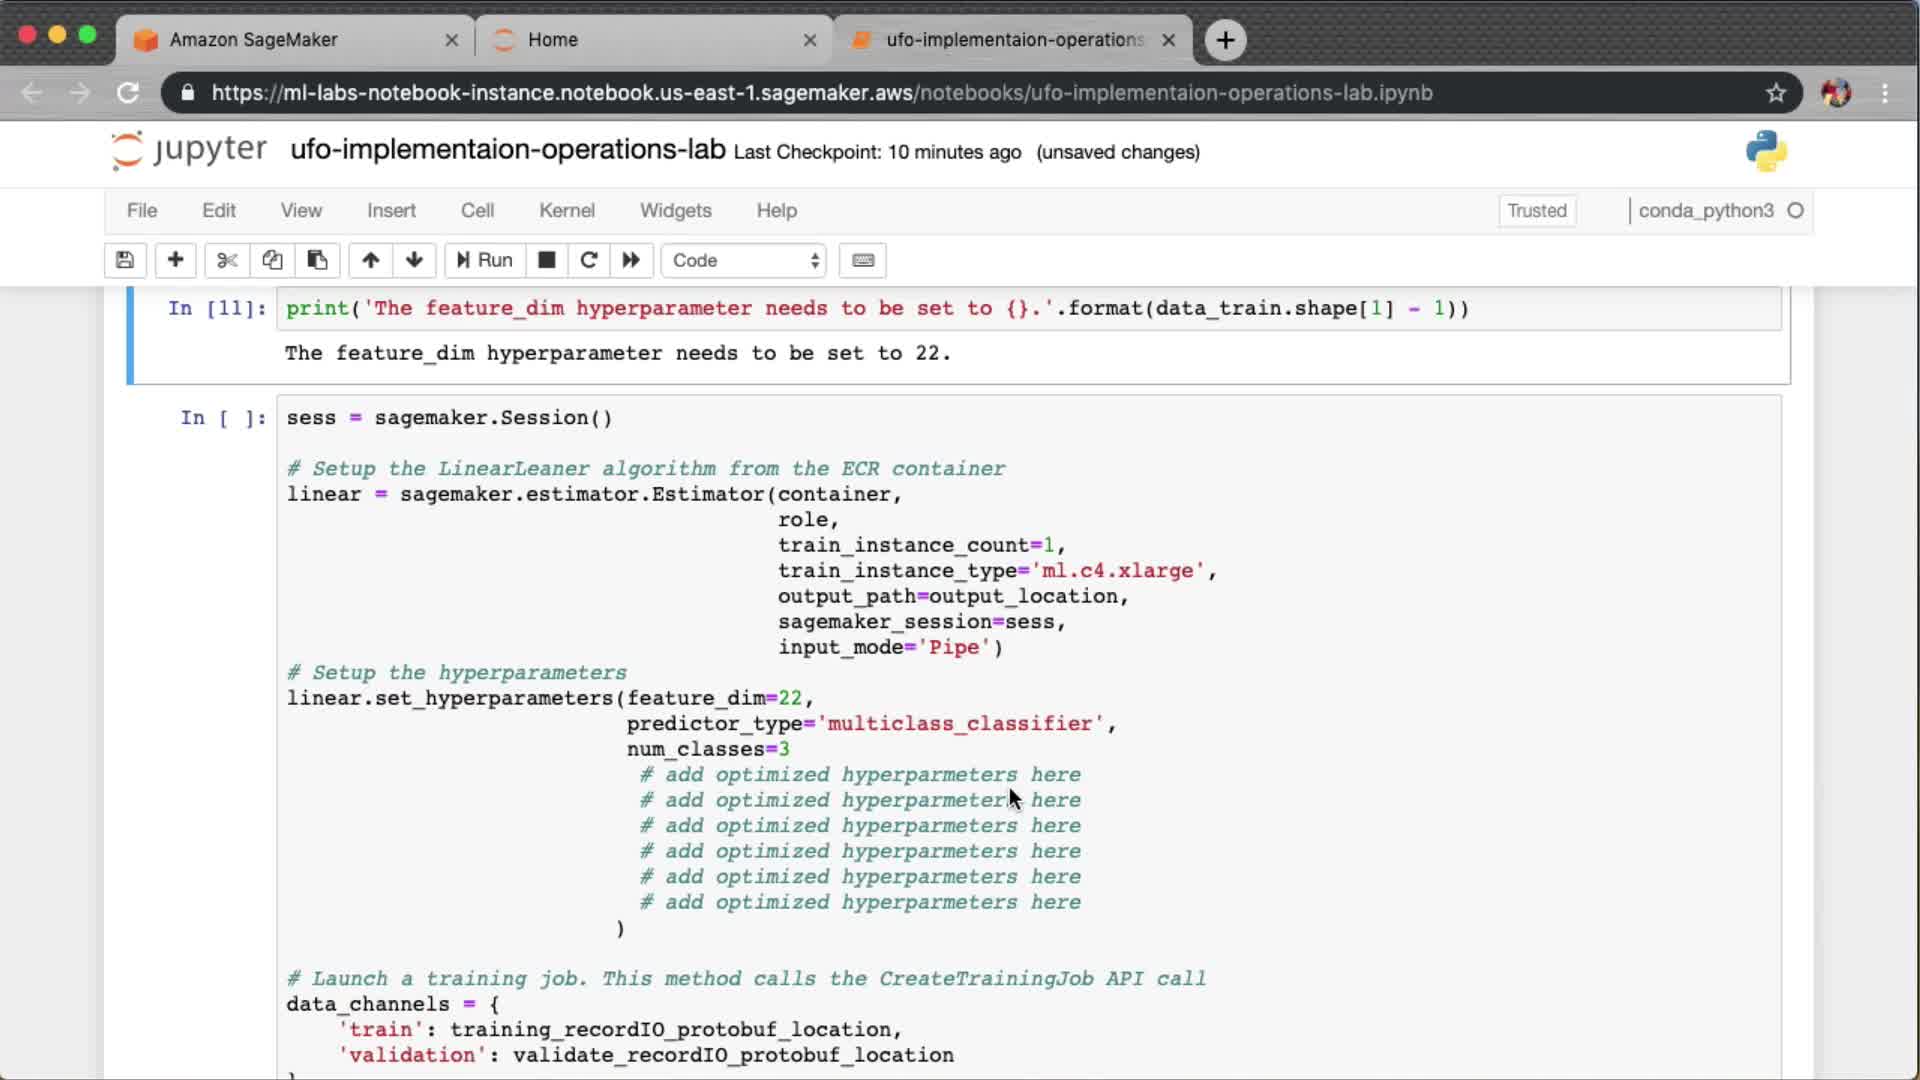 Amazon SageMaker
Home
ufo-implementaion-operations
https://ml-labs-notebook-instance.notebook.us-east-1.sagemaker.aws/notebooks/ufo-implementaion-operations-lab.ipynb
jupyter ufo-implementaion-operations-lab Last Checkpoint: 10 minutes ago (unsaved changes)
File Edit View Insert Cell Kernel Widgets Help Trusted conda_python3
Run Code
In [11]: print('The feature_dim hyperparameter needs to be set to {}.'.format(data_train.shape[1] - 1))
The feature_dim hyperparameter needs to be set to 22.
In [ ]: sess = sagemaker.Session()
# Setup the LinearLeaner algorithm from the ECR container
linear = sagemaker.estimator.Estimator(container,
role,
train_instance_count=1,
train_instance_type='ml.c4.xlarge',
output_path=output_location,
sagemaker_session=sess,
input_mode='Pipe')
# Setup the hyperparameters
linear.set_hyperparameters(feature_dim=22,
predictor_type='multiclass_classifier',
num_classes=3
# add optimized hyperparmeters here
# add optimized hyperparmeters here
# add optimized hyperparmeters here
# add optimized hyperparmeters here
# add optimized hyperparmeters here
# add optimized hyperparmeters here
)
# Launch a training job. This method calls the CreateTrainingJob API call
data_channels = {
'train': training_recordIO_protobuf_location,
'validation': validate_recordIO_protobuf_location
}